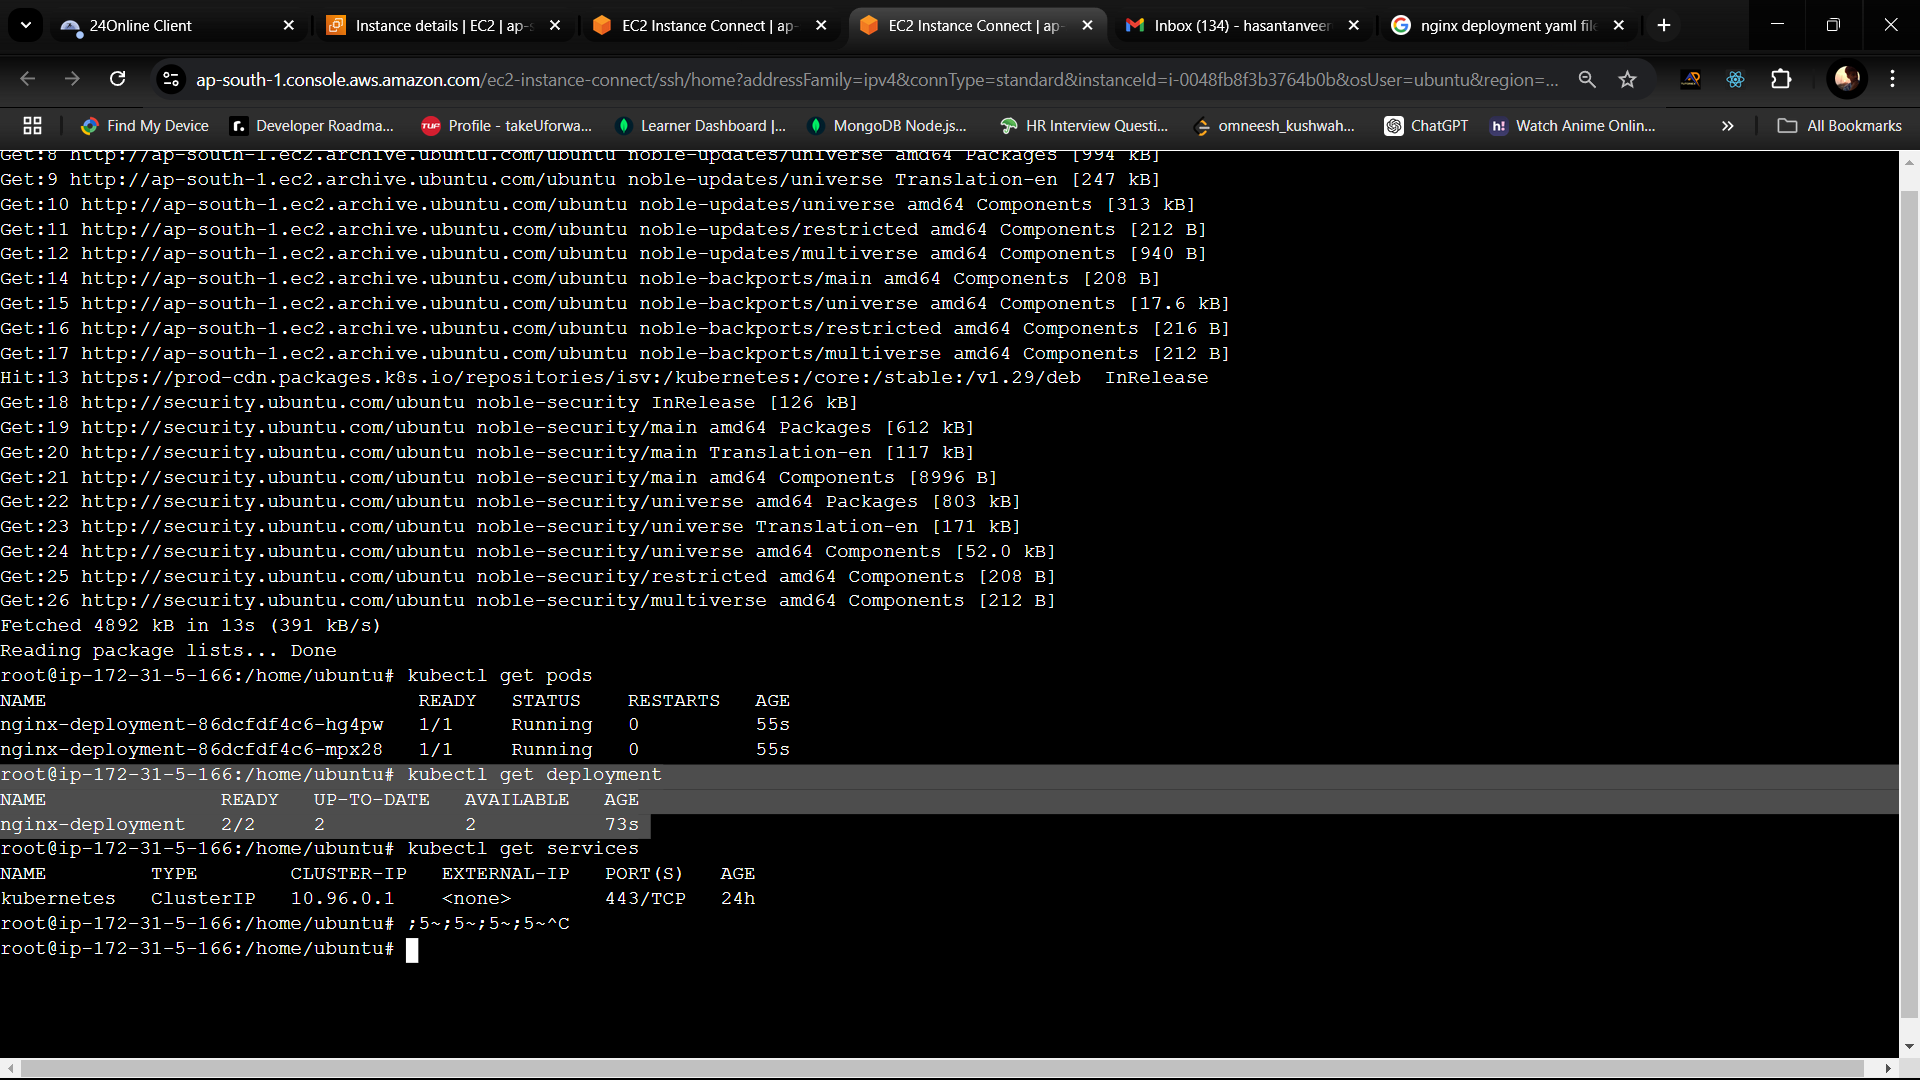 24Online Client
Instance details | EC2 | ap-s
EC2 Instance Connect | ap-
EC2 Instance Connect | ap-
Inbox (134) - hasantanveer
nginx deployment yaml file
ap-south-1.console.aws.amazon.com/ec2-instance-connect/ssh/home?addressFamily=ipv4&connType=standard&instanceId=i-0048fb8f3b3764b0b&osUser=ubuntu&region=...
Find My Device
Developer Roadma...
Profile - takeUforwa...
Learner Dashboard |...
MongoDB Node.js...
HR Interview Questi...
omneesh_kushwah...
ChatGPT
Watch Anime Onlin...
All Bookmarks
Get:8 http://ap-south-1.ec2.archive.ubuntu.com/ubuntu noble-updates/universe amd64 Packages [994 kB]
Get:9 http://ap-south-1.ec2.archive.ubuntu.com/ubuntu noble-updates/universe Translation-en [247 kB]
Get:10 http://ap-south-1.ec2.archive.ubuntu.com/ubuntu noble-updates/universe amd64 Components [313 kB]
Get:11 http://ap-south-1.ec2.archive.ubuntu.com/ubuntu noble-updates/restricted amd64 Components [212 B]
Get:12 http://ap-south-1.ec2.archive.ubuntu.com/ubuntu noble-updates/multiverse amd64 Components [940 B]
Get:14 http://ap-south-1.ec2.archive.ubuntu.com/ubuntu noble-backports/main amd64 Components [208 B]
Get:15 http://ap-south-1.ec2.archive.ubuntu.com/ubuntu noble-backports/universe amd64 Components [17.6 kB]
Get:16 http://ap-south-1.ec2.archive.ubuntu.com/ubuntu noble-backports/restricted amd64 Components [216 B]
Get:17 http://ap-south-1.ec2.archive.ubuntu.com/ubuntu noble-backports/multiverse amd64 Components [212 B]
Hit:13 https://prod-cdn.packages.k8s.io/repositories/isv:/kubernetes:/core:/stable:/v1.29/deb  InRelease
Get:18 http://security.ubuntu.com/ubuntu noble-security InRelease [126 kB]
Get:19 http://security.ubuntu.com/ubuntu noble-security/main amd64 Packages [612 kB]
Get:20 http://security.ubuntu.com/ubuntu noble-security/main Translation-en [117 kB]
Get:21 http://security.ubuntu.com/ubuntu noble-security/main amd64 Components [8996 B]
Get:22 http://security.ubuntu.com/ubuntu noble-security/universe amd64 Packages [803 kB]
Get:23 http://security.ubuntu.com/ubuntu noble-security/universe Translation-en [171 kB]
Get:24 http://security.ubuntu.com/ubuntu noble-security/universe amd64 Components [52.0 kB]
Get:25 http://security.ubuntu.com/ubuntu noble-security/restricted amd64 Components [208 B]
Get:26 http://security.ubuntu.com/ubuntu noble-security/multiverse amd64 Components [212 B]
Fetched 4892 kB in 13s (391 kB/s)
Reading package lists... Done
root@ip-172-31-5-166:/home/ubuntu# kubectl get pods
NAME                                READY   STATUS    RESTARTS   AGE
nginx-deployment-86dcfdf4c6-hg4pw   1/1     Running   0          55s
nginx-deployment-86dcfdf4c6-mpx28   1/1     Running   0          55s
root@ip-172-31-5-166:/home/ubuntu# kubectl get deployment
NAME               READY   UP-TO-DATE   AVAILABLE   AGE
nginx-deployment   2/2     2            2           73s
root@ip-172-31-5-166:/home/ubuntu# kubectl get services
NAME         TYPE        CLUSTER-IP   EXTERNAL-IP   PORT(S)   AGE
kubernetes   ClusterIP   10.96.0.1    <none>        443/TCP   24h
root@ip-172-31-5-166:/home/ubuntu# ;5~;5~;5~;5~^C
root@ip-172-31-5-166:/home/ubuntu#